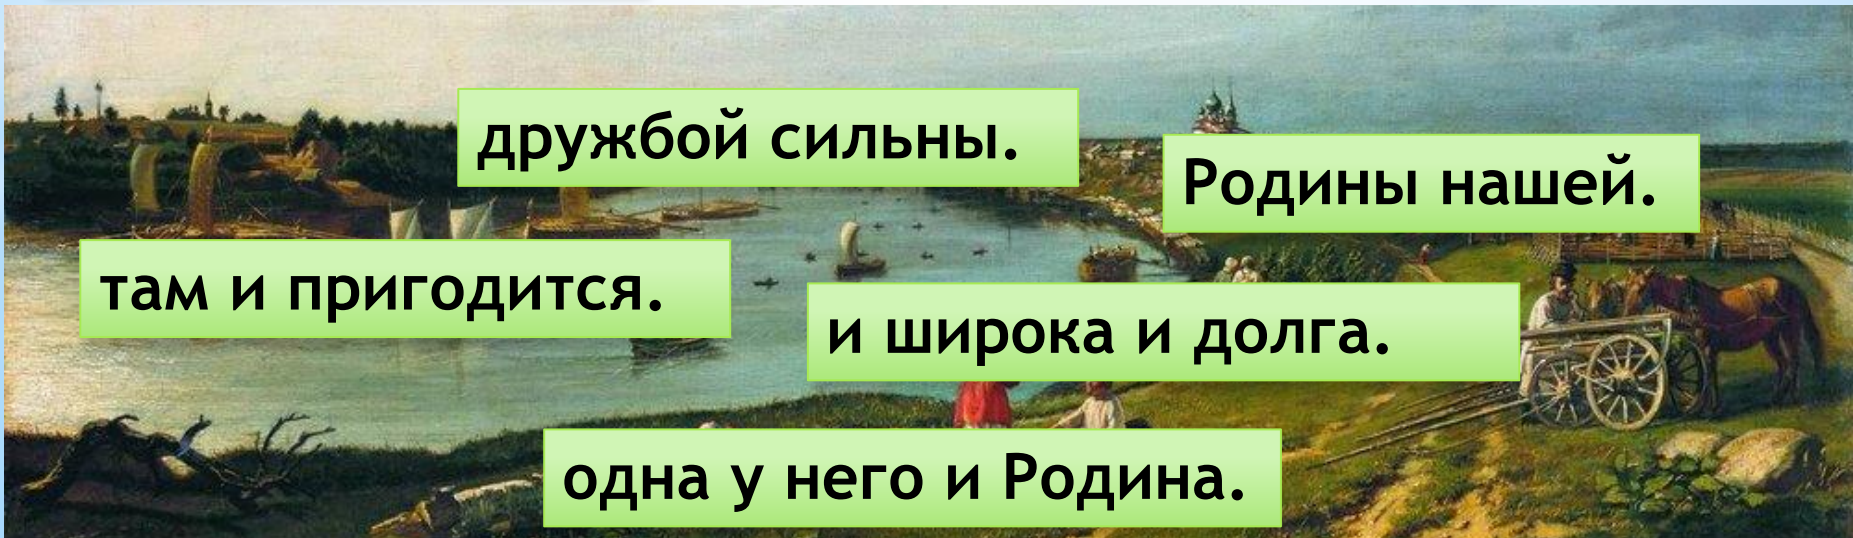 дружбой сильны.
Родины нашей.
там и пригодится.
и широка и долга.
одна у него и Родина.